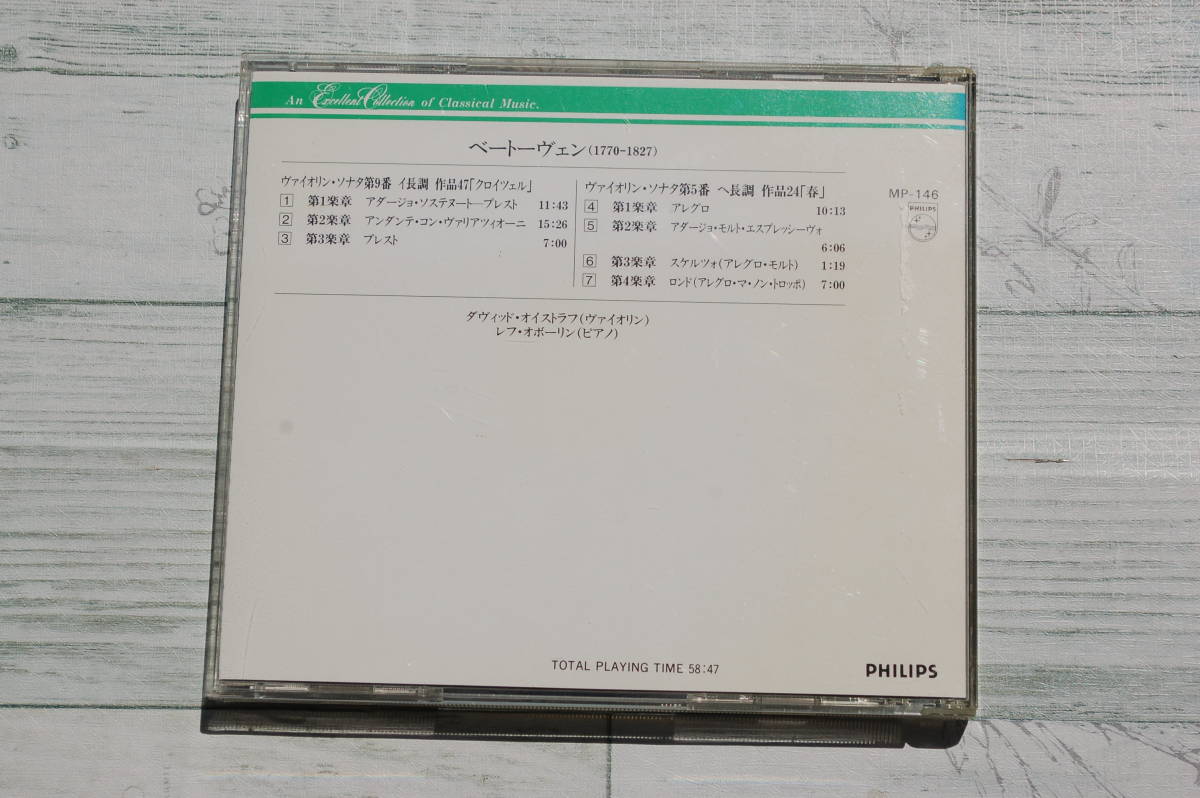 An Excellent Collection of Classical Music.
ベートーヴェン(1770-1827)
ヴァイオリン・ソナタ第9番 イ長調 作品47「クロイツェル」
1 第1楽章 アダージョ・ソステヌート―プレスト 11:43
2 第2楽章 アンダンテ・コン・ヴァリアツィオーニ 15:26
3 第3楽章 プレスト 7:00
ヴァイオリン・ソナタ第5番 ヘ長調 作品24「春」
4 第1楽章 アレグロ 10:13
5 第2楽章 アダージョ・モルト・エスプレッシーヴォ
6:06
6 第3楽章 スケルツォ(アレグロ・モルト) 1:19
7 第4楽章 ロンド(アレグロ・マ・ノン・トロッポ) 7:00
MP-146
PHILIPS
ダヴィッド・オイストラフ(ヴァイオリン)
レフ・オボーリン(ピアノ)
TOTAL PLAYING TIME 58:47
PHILIPS